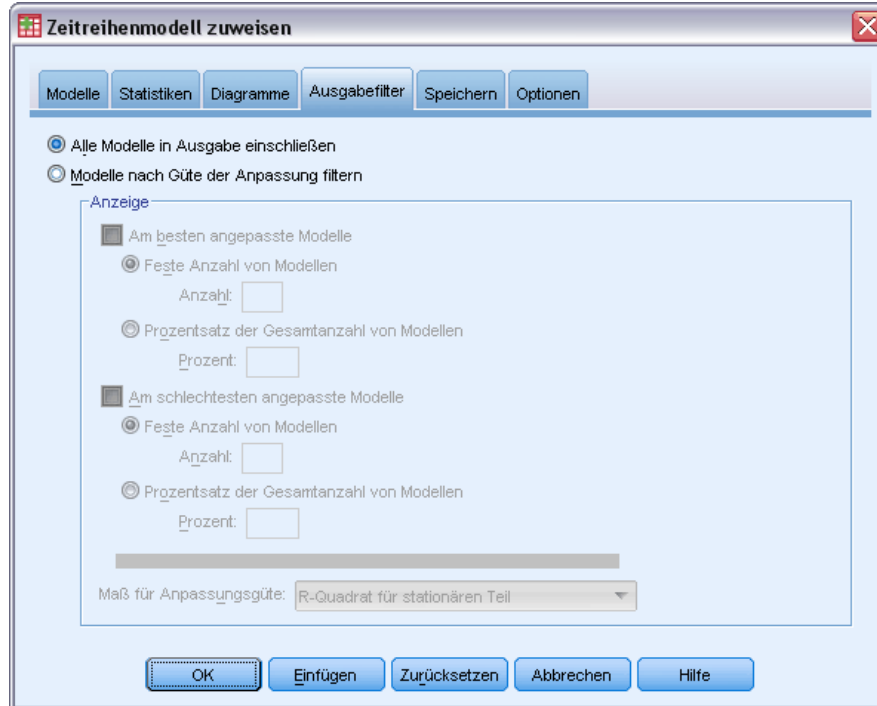 Zeitreihenmodell zuweisen
Modelle Statistiken Diagramme Ausgabefilter Speichern Optionen
Alle Modelle in Ausgabe einschließen
Modelle nach Güte der Anpassung filtern
Anzeige
Am besten angepasste Modelle
Feste Anzahl von Modellen
Anzahl:
Prozentsatz der Gesamtanzahl von Modellen
Prozent:
Am schlechtesten angepasste Modelle
Feste Anzahl von Modellen
Anzahl:
Prozentsatz der Gesamtanzahl von Modellen
Prozent:
Maß für Anpassungsgüte: R-Quadrat für stationären Teil
OK Einfügen Zurücksetzen Abbrechen Hilfe